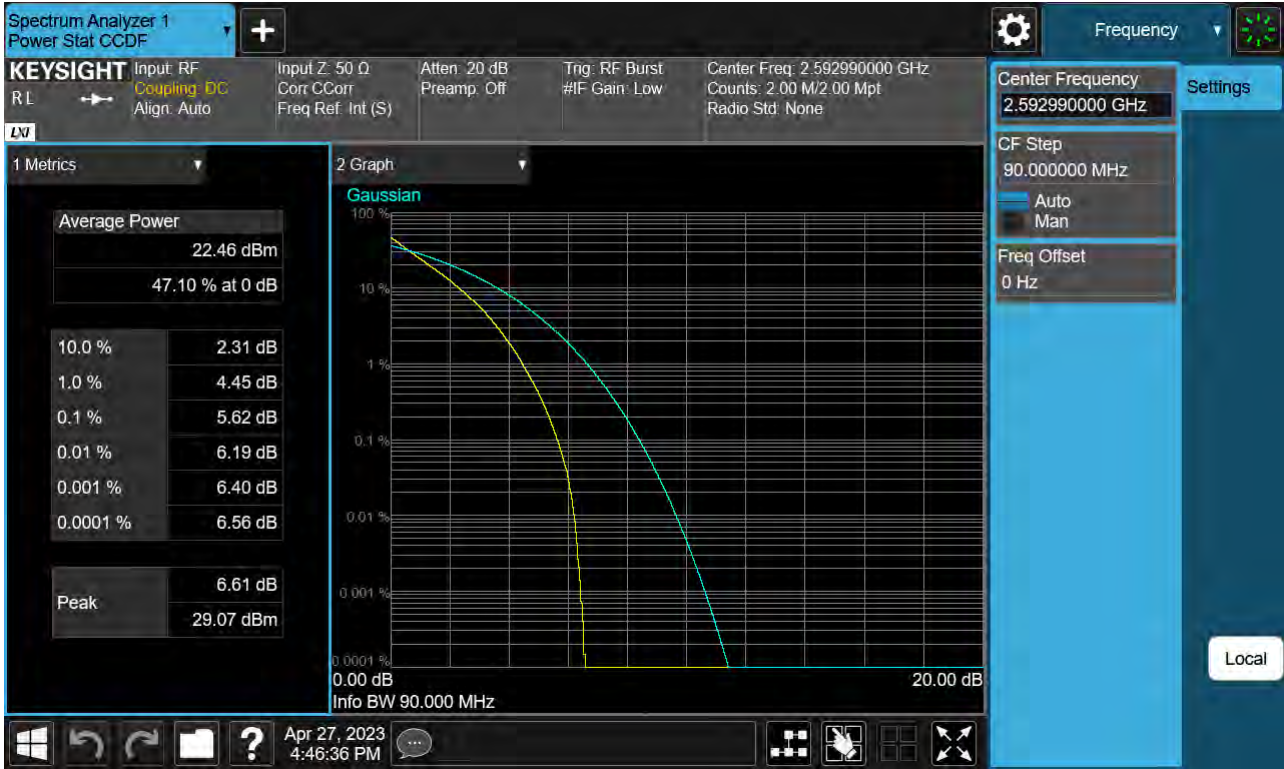 Spectrum Analyzer 1
Power Stat CCDF
+
Frequency
KEYSIGHT
R L
LXI
Input: RF
Coupling: DC
Align: Auto
Input Z: 50 Ω
Corr CCorr
Freq Ref: Int (S)
Atten: 20 dB
Preamp: Off
Trig: RF Burst
#IF Gain: Low
Center Freq: 2.592990000 GHz
Counts: 2.00 M/2.00 Mpt
Radio Std: None
Center Frequency
2.592990000 GHz
Settings
CF Step
90.000000 MHz
Auto
Man
Freq Offset
0 Hz
Local
1 Metrics
Average Power
22.46 dBm
47.10 % at 0 dB
10.0 % 2.31 dB
1.0 % 4.45 dB
0.1 % 5.62 dB
0.01 % 6.19 dB
0.001 % 6.40 dB
0.0001 % 6.56 dB
Peak
6.61 dB
29.07 dBm
2 Graph
Gaussian
100 %
10 %
1 %
0.1 %
0.01 %
0.001 %
0.0001 %
0.00 dB 20.00 dB
Info BW 90.000 MHz
?
Apr 27, 2023
4:46:36 PM